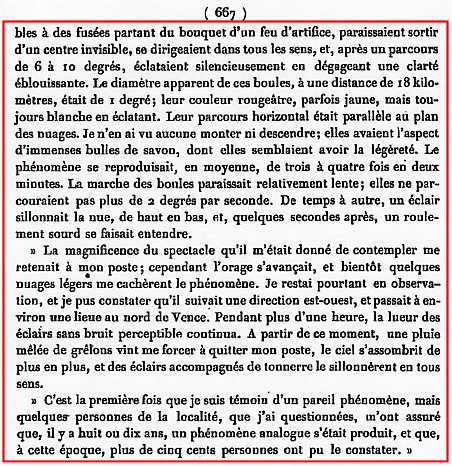 ( 667 )
bles à des fusées partant du bouquet d'un feu d'artifice, paraissaient sortir
d'un centre invisible, se dirigeaient dans tous les sens, et, après un parcours
de 6 à 10 degrés, éclataient silencieusement en dégageant une clarté
éblouissante. Le diamètre apparent de ces boules, à une distance de 18 kilo-
mètres, était de 1 degré; leur couleur rougeâtre, parfois jaune, mais tou-
jours blanche en éclatant. Leur parcours horizontal était parallèle au plan
des nuages. Je n'en ai vu aucune monter ni descendre; elles avaient l'aspect
d'immenses bulles de savon, dont elles semblaient avoir la légèreté. Le
phénomène se reproduisait, en moyenne, de trois à quatre fois en deux
minutes. La marche des boules paraissait relativement lente; elles ne par-
couraient pas plus de 2 degrés par seconde. De temps à autre, un éclair
sillonnait la nue, de haut en bas, et, quelques secondes après, un roule-
ment sourd se faisait entendre.
» La magnificence du spectacle qu'il m'était donné de contempler me
retenait à mon poste; cependant l'orage s'avançait, et bientôt quelques
nuages légers me cachèrent le phénomène. Je restai pourtant en observa-
tion, et je pus constater qu'il suivait une direction est-ouest, et passait à en-
viron une lieue au nord de Vence. Pendant plus d'une heure, la lueur des
éclairs sans bruit perceptible continua. A partir de ce moment, une pluie
mêlée de grêlons vint me forcer à quitter mon poste, le ciel s'assombrit de
plus en plus, et des éclairs accompagnés de tonnerre le sillonnèrent en tous
sens.
» C'est la première fois que je suis témoin d'un pareil phénomène, mais
quelques personnes de la localité, que j'ai questionnées, m'ont assuré
que, il y a huit ou dix ans, un phénomène analogue s'était produit, et que,
à cette époque, plus de cinq cents personnes ont pu le constater. »